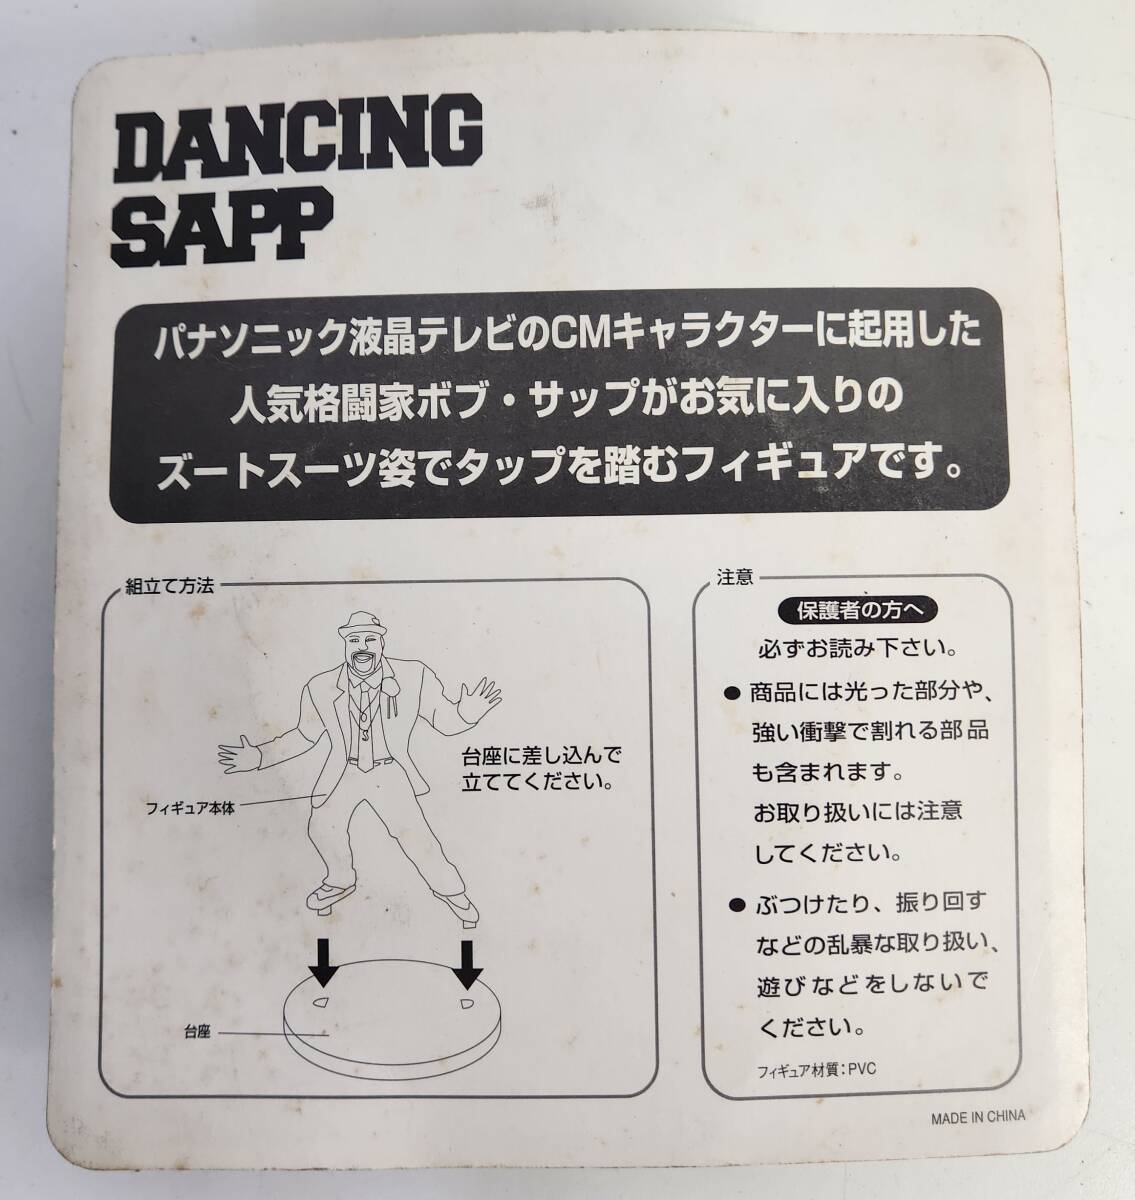 DANCING
SAPP
パナソニック液晶テレビのCMキャラクターに起用した
人気格闘家ボブ・サップがお気に入りの
ズートスーツ姿でタップを踏むフィギュアです。
組立て方法
台座に差し込んで
立ててください。
フィギュア本体
台座
注意
保護者の方へ
必ずお読み下さい。
● 商品には光った部分や、
強い衝撃で割れる部品
も含まれます。
お取り扱いには注意
してください。
● ぶつけたり、振り回す
などの乱暴な取り扱い、
遊びなどをしないで
ください。
フィギュア材質：PVC
MADE IN CHINA